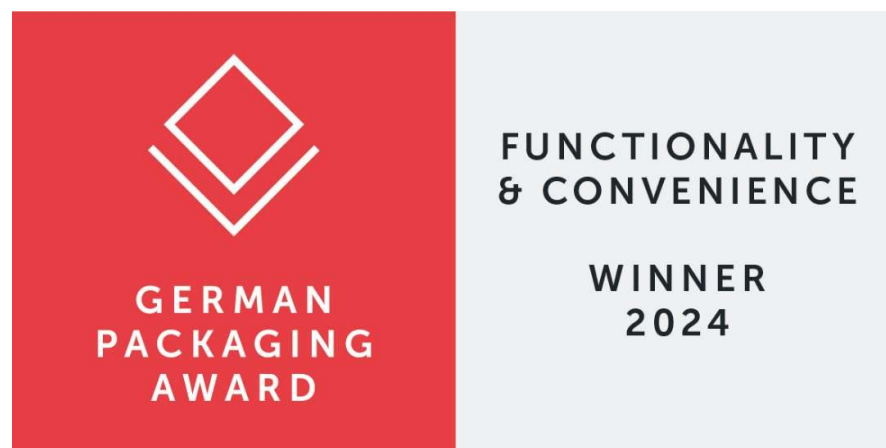 GERMAN
PACKAGING
AWARD
FUNCTIONALITY
& CONVENIENCE
WINNER
2024